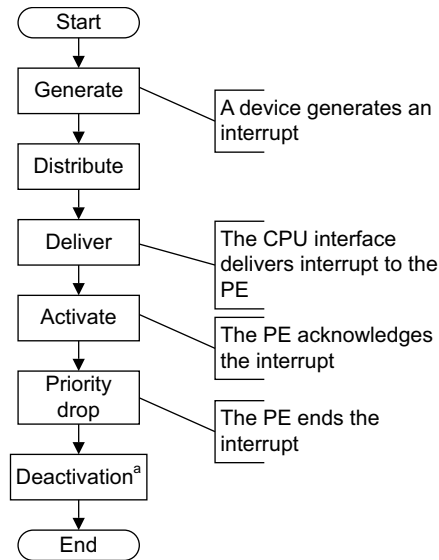 Start
Generate
A device generates an
interrupt
Distribute
Deliver
The CPU interface
delivers interrupt to the
PE
Activate
The PE acknowledges
the interrupt
Priority
drop
The PE ends the
interrupt
Deactivationᵃ
End